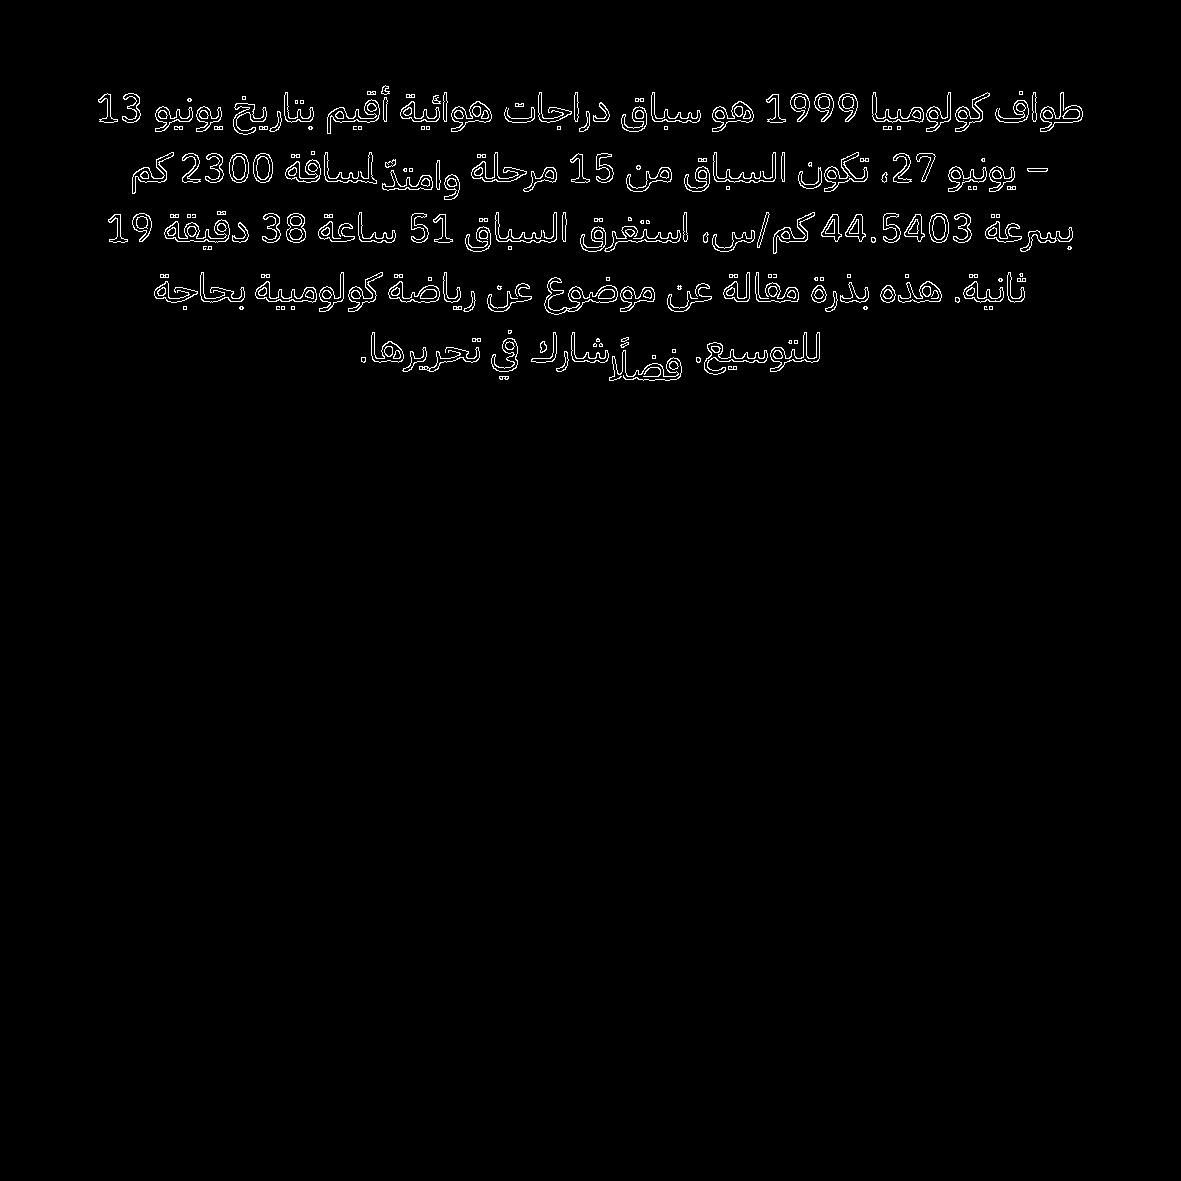 طواف كولومبيا 1999 هو سباق دراجات هوائية أقيم بتاريخ يونيو 13
– يونيو 27، تكون السباق من 15 مرحلة وامتدّ لمسافة 2300 كم
بسرعة 44.5403 كم/س، استغرق السباق 51 ساعة 38 دقيقة 19
ثانية. هذه بذرة مقالة عن موضوع عن رياضة كولومبية بحاجة
للتوسيع. فضلًا شارك في تحريرها.